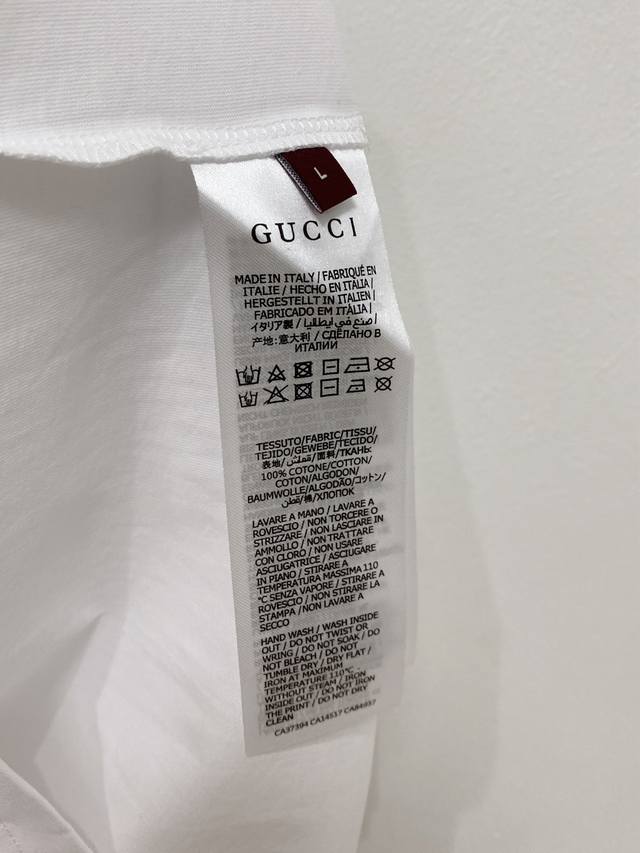 L
GUCCI
MADE IN ITALY / FABRIQUÉ EN
ITALIE / HECHO EN ITÀLIA /
HERGESTELLT IN ITALIEN /
FABRICADO EM ITÀLIA /
イタリア製 / صنع في إيطاليا /
产地:意大利 / СДЕЛАНО В
ИТАЛИИ
TESSUTO/FABRIC/TISSU/
TEJIDO/GEWEBE/TECIDO/
表地/قماش/面料/ТКАНЬ:
100% COTONE/COTTON/
COTON/ALGODON/
BAUMWOLLE/ALGODÃO/コットン/
قطن/棉/ХЛОПОК
LAVARE A MANO / LAVARE A
ROVESCIO / NON TORCERE O
STRIZZARE / NON LASCIARE IN
AMMOLLO / NON TRATTARE
CON CLORO / NON USARE
ASCIUGATRICE / ASCIUGARE
IN PIANO / STIRARE A
TEMPERATURA MASSIMA 110
°C SENZA VAPORE / STIRARE A
ROVESCIO / NON STIRARE LA
STAMPA / NON LAVARE A
SECCO
HAND WASH / WASH INSIDE
OUT / DO NOT TWIST OR
WRING / DO NOT SOAK / DO
NOT BLEACH / DO NOT
TUMBLE DRY / DRY FLAT /
IRON AT MAXIMUM
TEMPERATURE 110°C
WITHOUT STEAM / IRON
INSIDE OUT / DO NOT IRON
THE PRINT / DO NOT DRY
CLEAN
CA37394 CA14517 CA84937